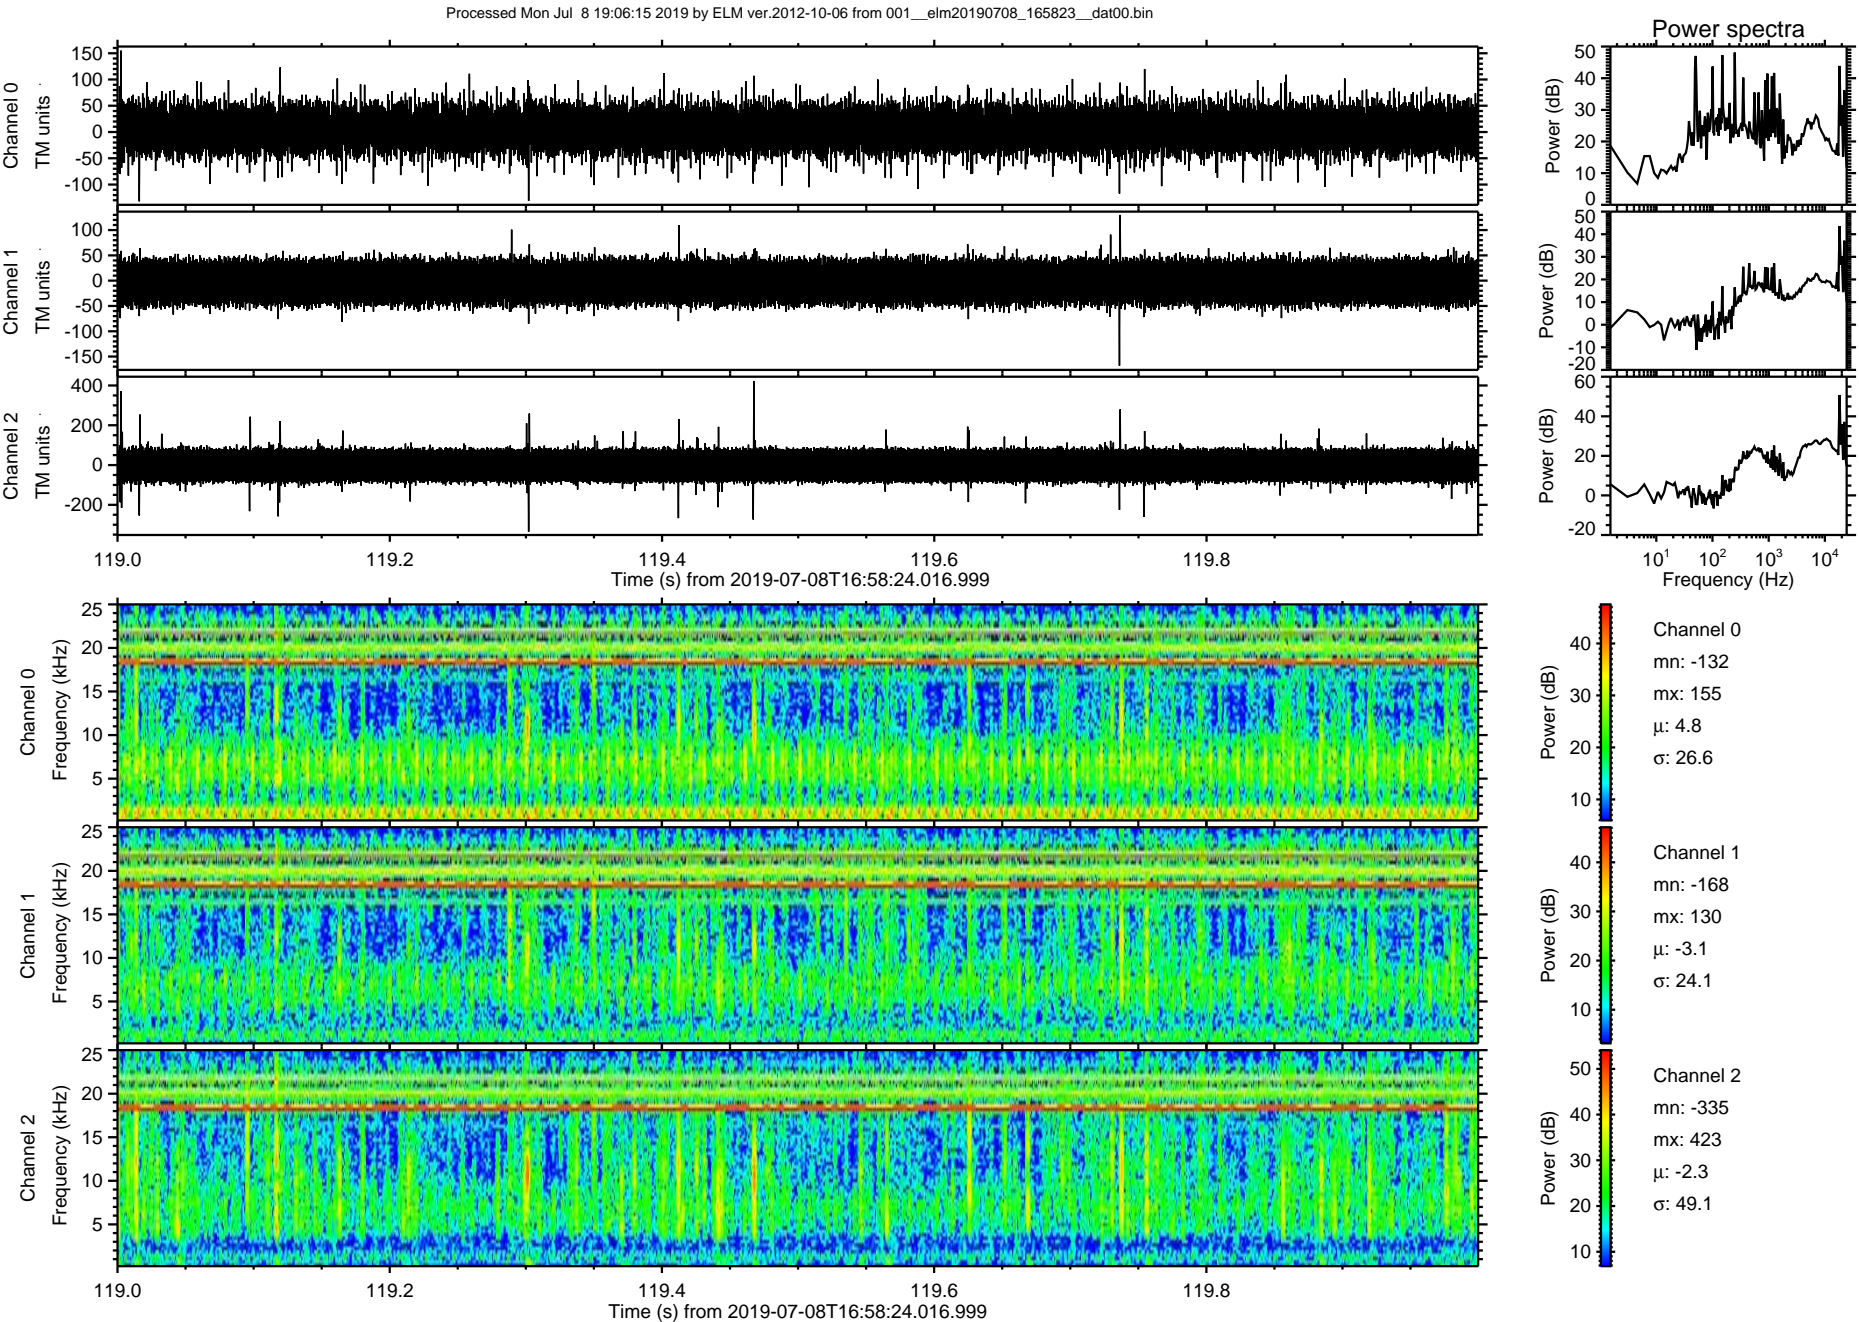 Processed Mon Jul  8 19:06:15 2019 by ELM ver.2012-10-06 from 001__elm20190708_165823__dat00.bin
Power spectra
Channel 0
TM units
150
100
50
0
-50
-100
Power (dB)
50
40
30
20
10
0
Channel 1
TM units
100
50
0
-50
-100
-150
Power (dB)
50
40
30
20
10
0
-10
-20
Channel 2
TM units
400
200
0
-200
Power (dB)
60
40
20
0
-20
119.0 119.2 119.4 119.6 119.8
Time (s) from 2019-07-08T16:58:24.016.999
10¹ 10² 10³ 10⁴
Frequency (Hz)
Channel 0
Frequency (kHz)
25
20
15
10
5
Power (dB)
40
30
20
10
Channel 0
mn: -132
mx: 155
μ: 4.8
σ: 26.6
Channel 1
Frequency (kHz)
25
20
15
10
5
Power (dB)
40
30
20
10
Channel 1
mn: -168
mx: 130
μ: -3.1
σ: 24.1
Channel 2
Frequency (kHz)
25
20
15
10
5
Power (dB)
50
40
30
20
10
Channel 2
mn: -335
mx: 423
μ: -2.3
σ: 49.1
119.0 119.2 119.4 119.6 119.8
Time (s) from 2019-07-08T16:58:24.016.999